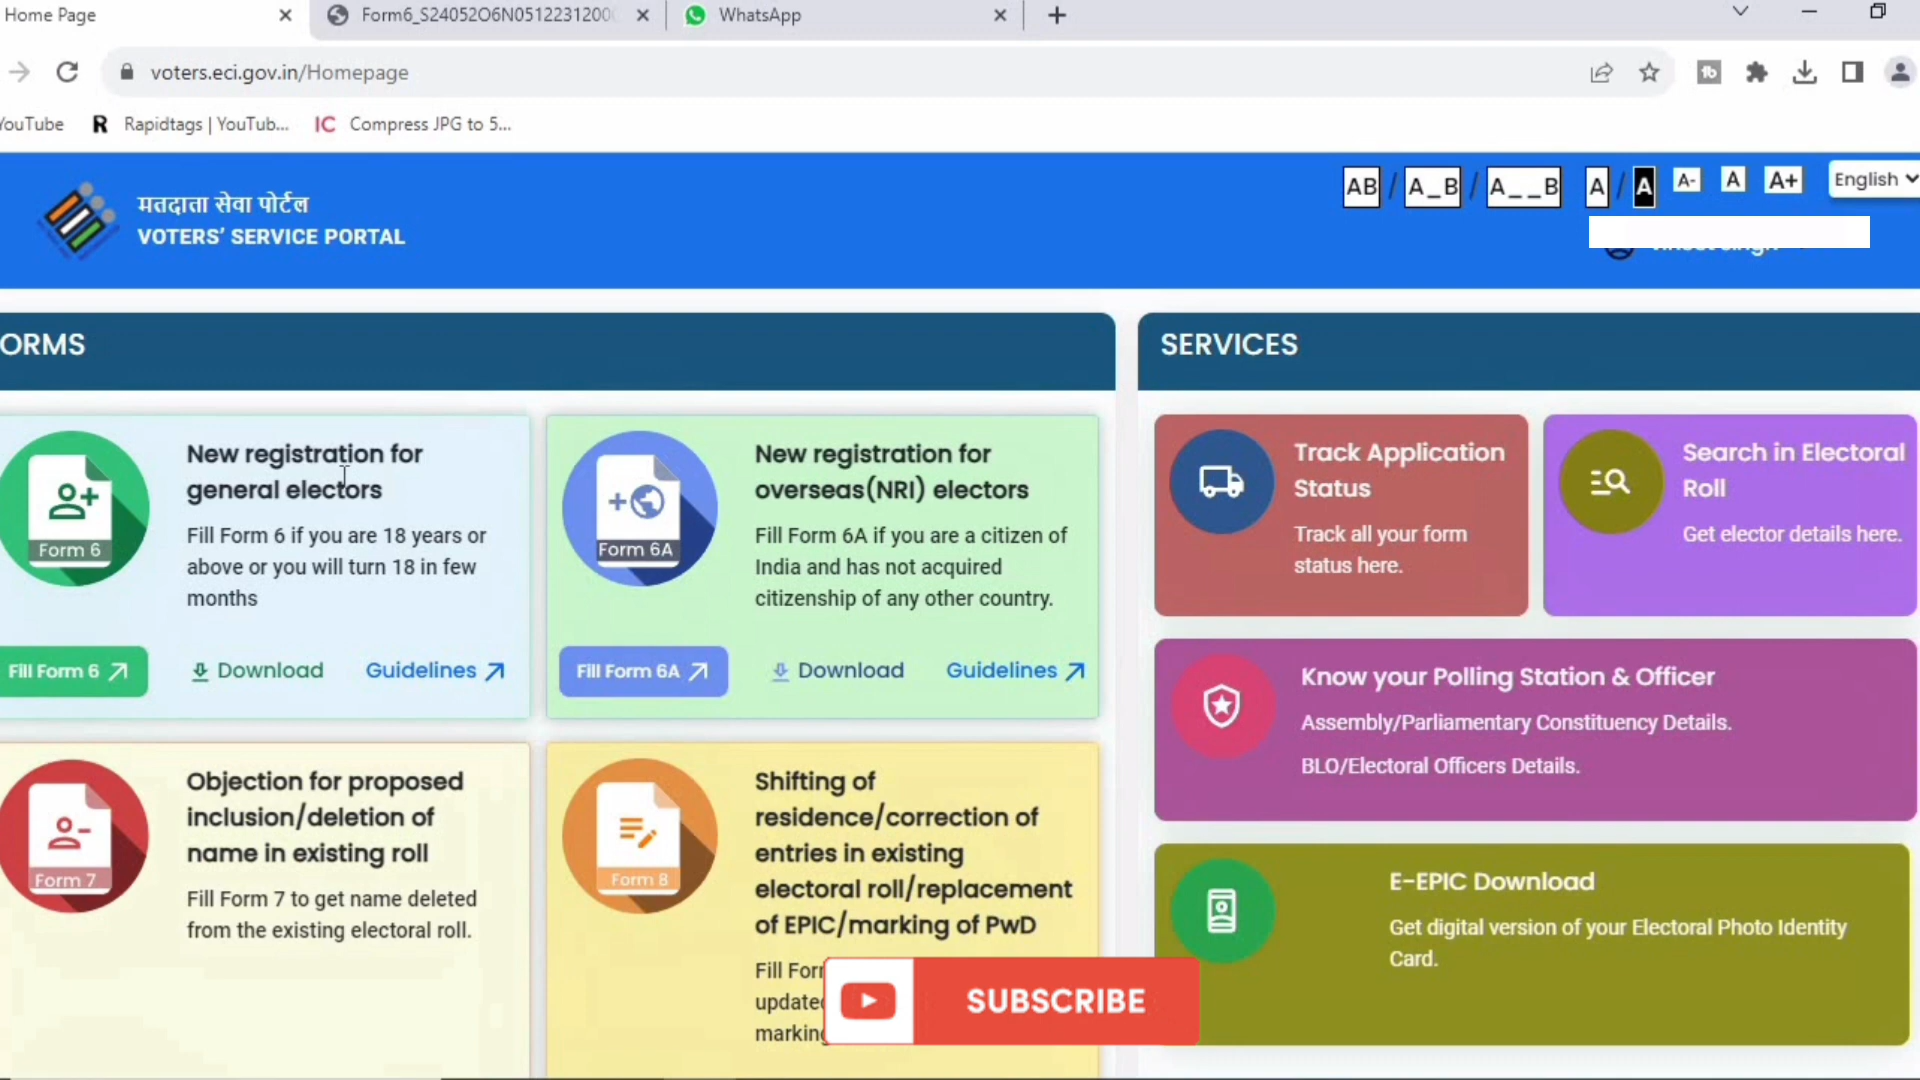 Home Page
Form6_S24052O6N0512231200
WhatsApp
voters.eci.gov.in/Homepage
YouTube
R Rapidtags | YouTub...
IC Compress JPG to 5...
मतदाता सेवा पोर्टल
VOTERS' SERVICE PORTAL
AB / A_B / A__B A / A A- A A+ English
ORMS
SERVICES
New registration for
general electors
Fill Form 6 if you are 18 years or
above or you will turn 18 in few
months
Form 6
Fill Form 6
Download
Guidelines
New registration for
overseas(NRI) electors
Fill Form 6A if you are a citizen of
India and has not acquired
citizenship of any other country.
Form 6A
Fill Form 6A
Download
Guidelines
Track Application
Status
Track all your form
status here.
Search in Electoral
Roll
Get elector details here.
Know your Polling Station & Officer
Assembly/Parliamentary Constituency Details.
BLO/Electoral Officers Details.
Objection for proposed
inclusion/deletion of
name in existing roll
Form 7
Fill Form 7 to get name deleted
from the existing electoral roll.
Shifting of
residence/correction of
entries in existing
electoral roll/replacement
of EPIC/marking of PwD
Form 8
Fill For
update
marking
E-EPIC Download
Get digital version of your Electoral Photo Identity
Card.
SUBSCRIBE